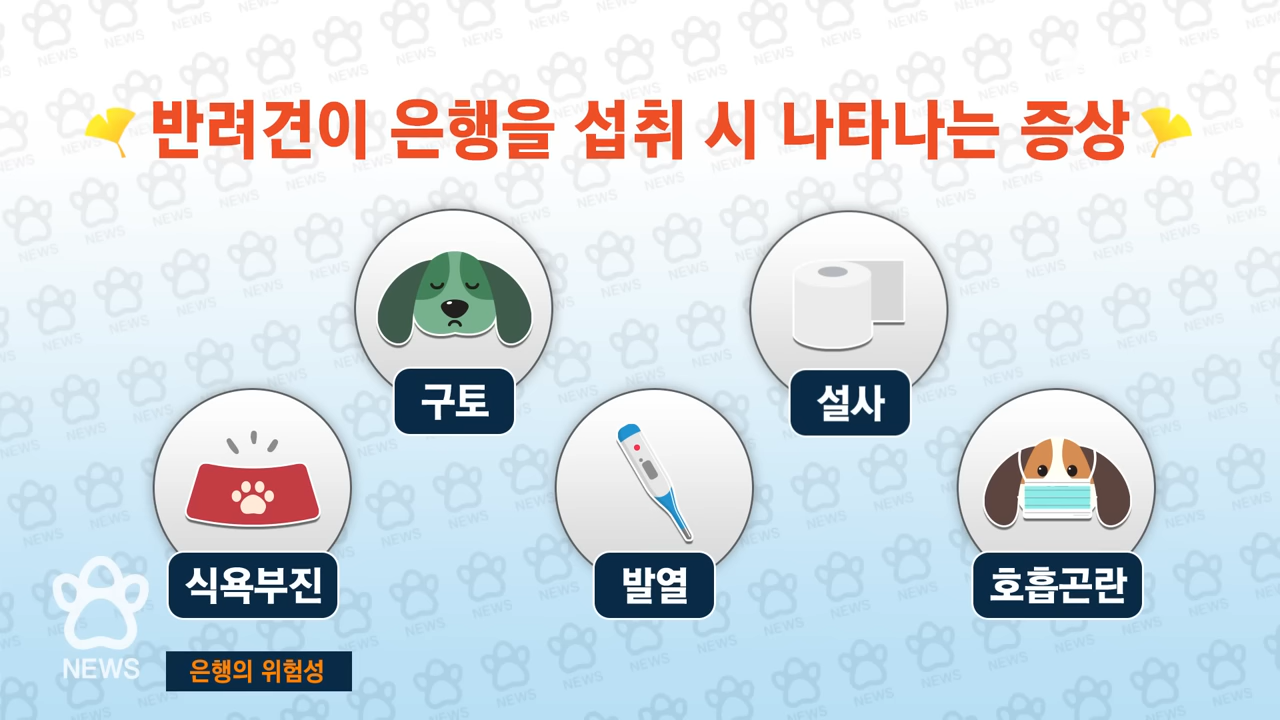 반려견이 은행을 섭취 시 나타나는 증상
구토
설사
식욕부진
발열
호흡곤란
NEWS
은행의 위험성